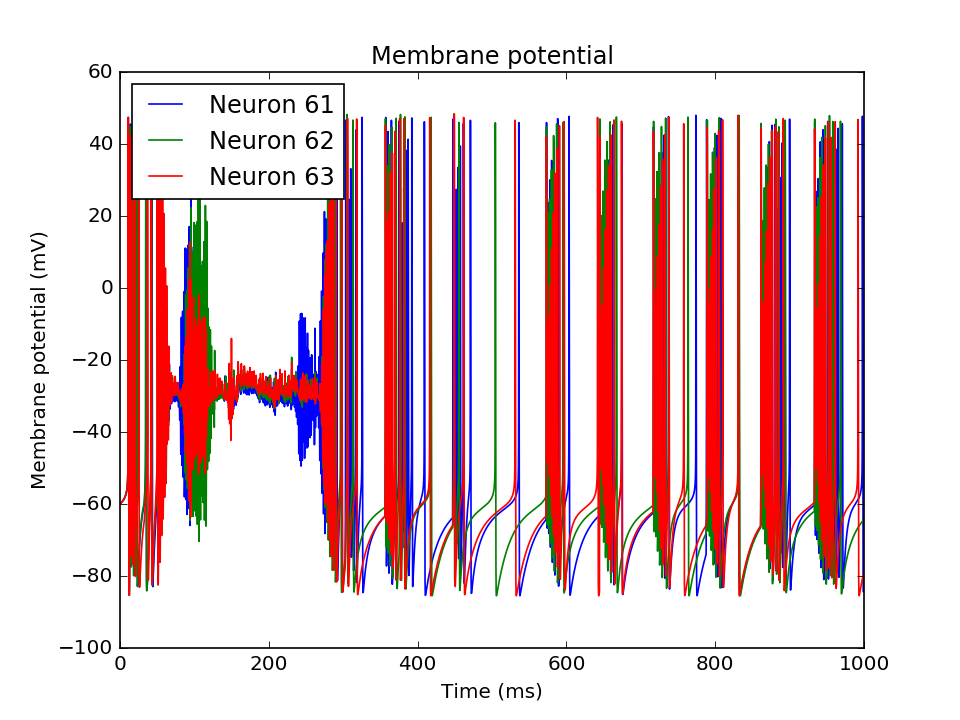 Membrane potential
Neuron 61
Neuron 62
Neuron 63
Membrane potential (mV)
60
40
20
0
−20
−40
−60
−80
−100
0 200 400 600 800 1000
Time (ms)